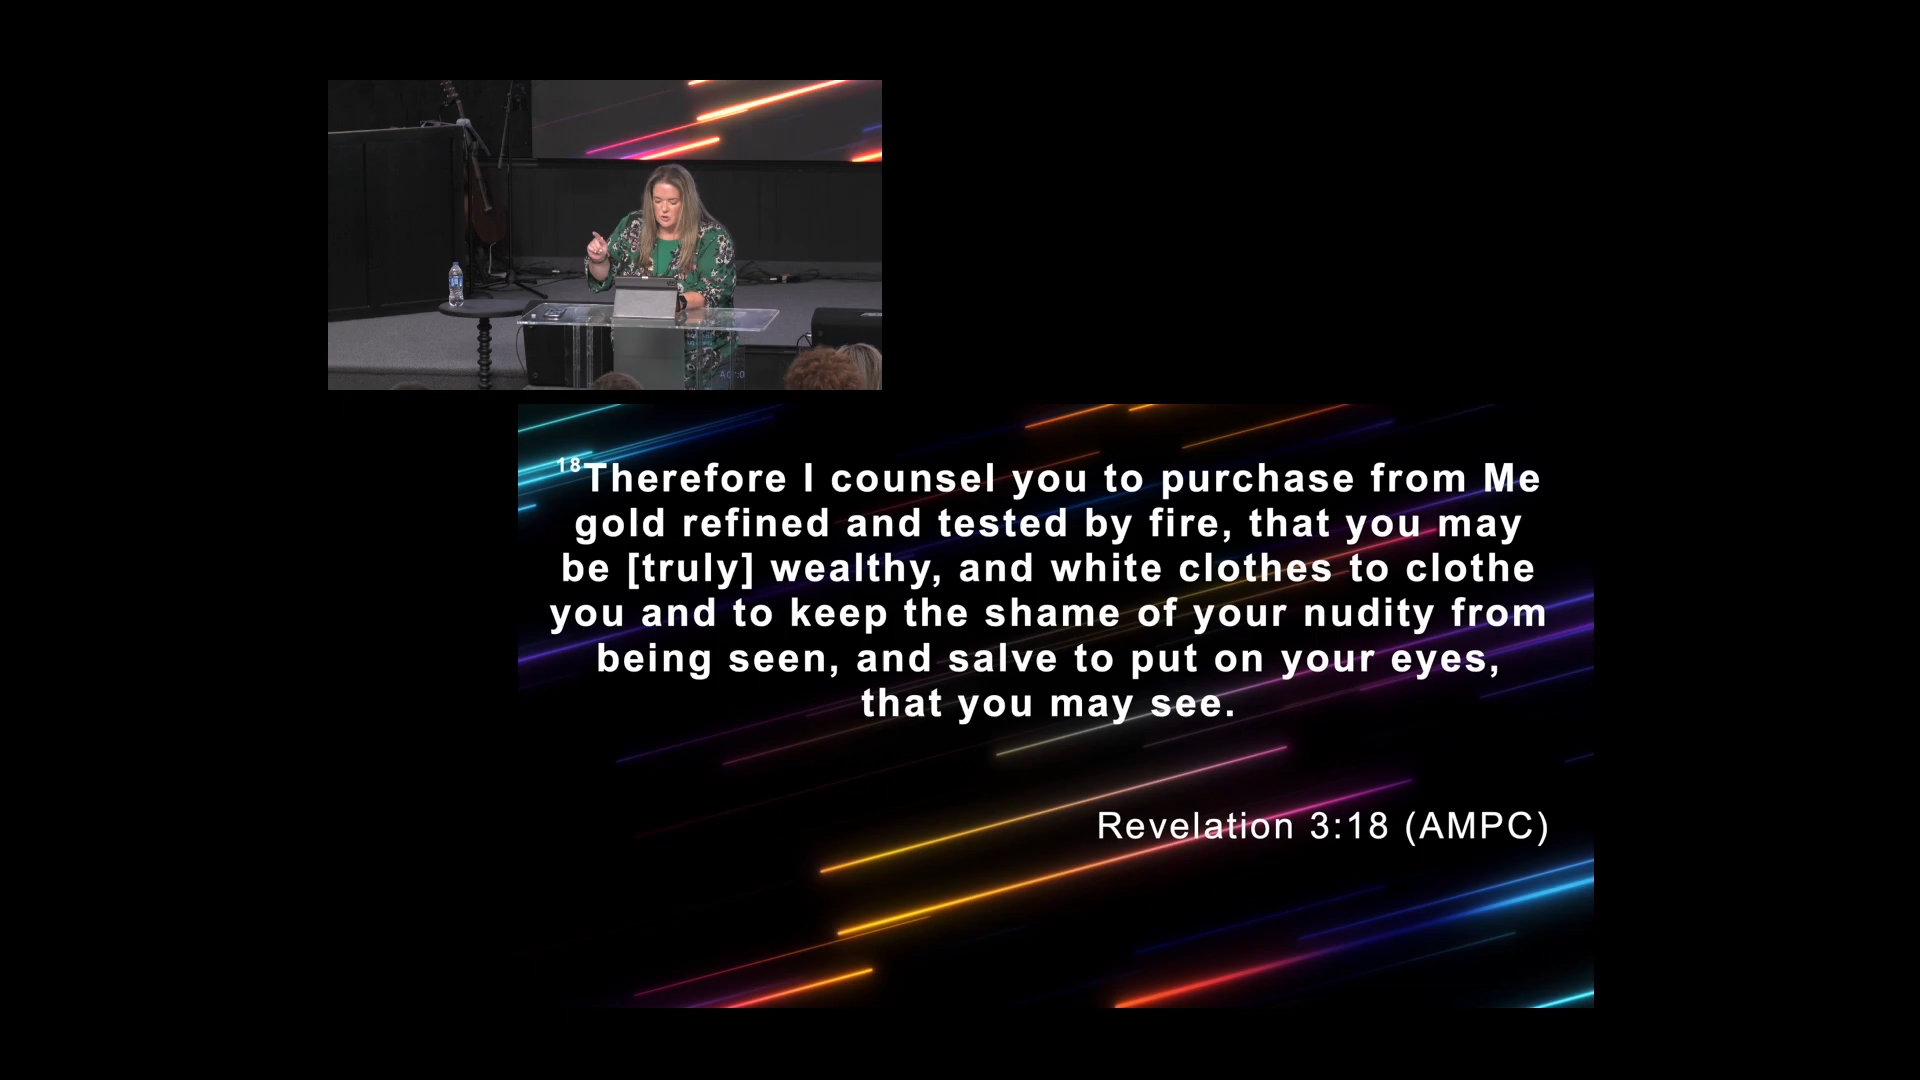 18Therefore I counsel you to purchase from Me
gold refined and tested by fire, that you may
be [truly] wealthy, and white clothes to clothe
you and to keep the shame of your nudity from
being seen, and salve to put on your eyes,
that you may see.
Revelation 3:18 (AMPC)